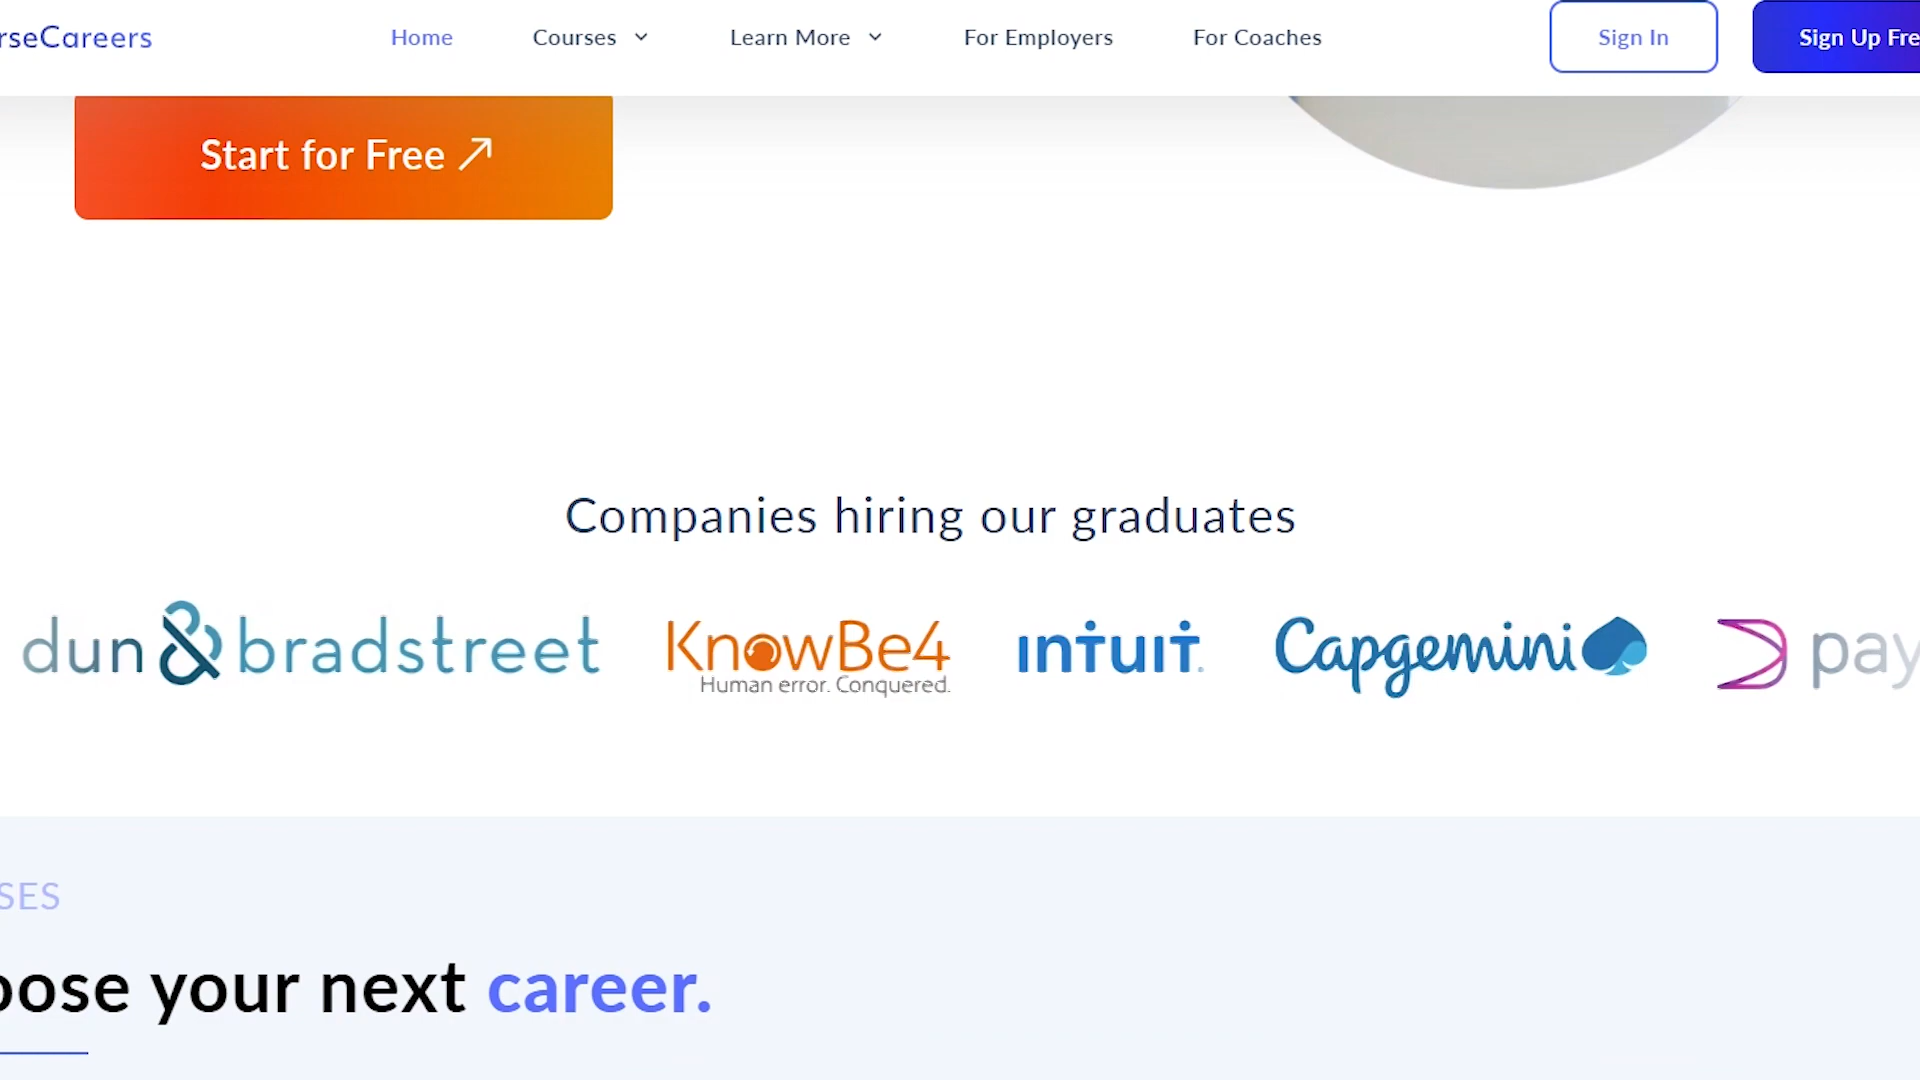 rseCareers Home Courses Learn More For Employers For Coaches Sign In Sign Up Fre
Start for Free
Companies hiring our graduates
dun & bradstreet KnowBe4 intuit. Capgemini pay
Human error. Conquered.
SES
oose your next career.